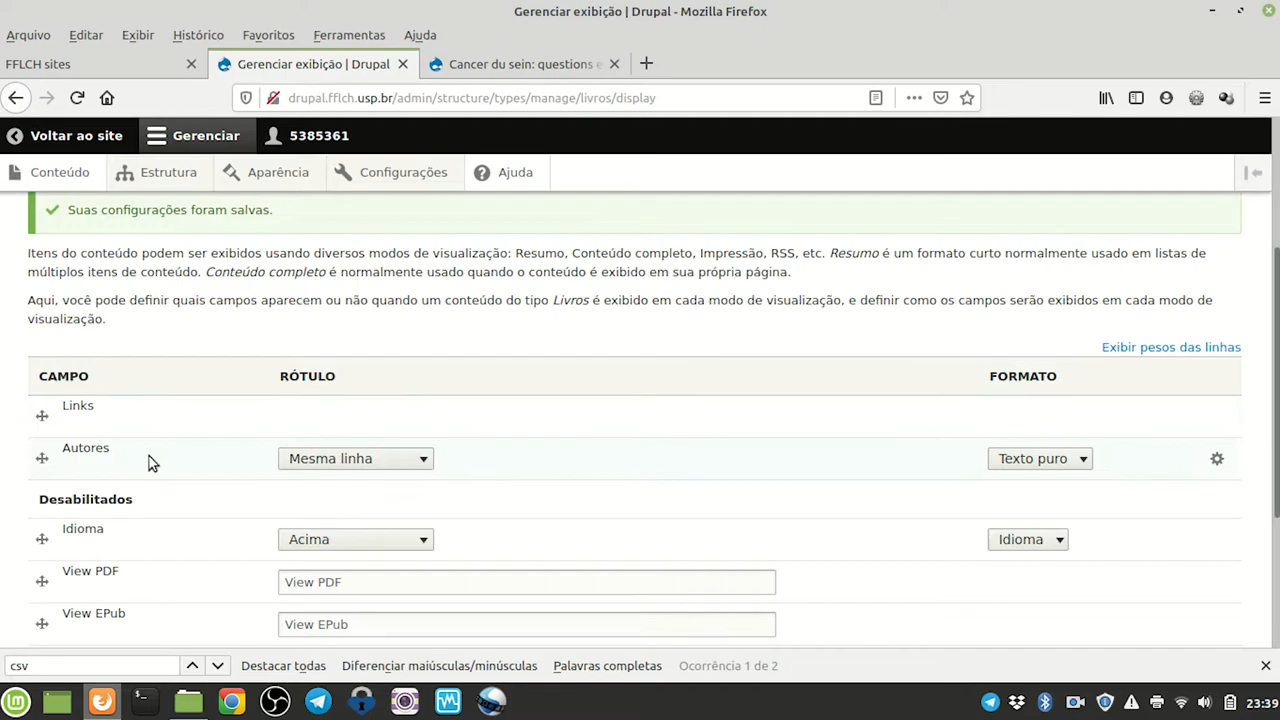 Gerenciar exibição | Drupal - Mozilla Firefox
Arquivo Editar Exibir Histórico Favoritos Ferramentas Ajuda
FFLCH sites
Gerenciar exibição | Drupal
Cancer du sein: questions e
drupal.fflch.usp.br/admin/structure/types/manage/livros/display
Voltar ao site Gerenciar 5385361
Conteúdo Estrutura Aparência Configurações Ajuda
Suas configurações foram salvas.
Itens do conteúdo podem ser exibidos usando diversos modos de visualização: Resumo, Conteúdo completo, Impressão, RSS, etc. Resumo é um formato curto normalmente usado em listas de
múltiplos itens de conteúdo. Conteúdo completo é normalmente usado quando o conteúdo é exibido em sua própria página.
Aqui, você pode definir quais campos aparecem ou não quando um conteúdo do tipo Livros é exibido em cada modo de visualização, e definir como os campos serão exibidos em cada modo de
visualização.
Exibir pesos das linhas
CAMPO RÓTULO FORMATO
Links
Autores Mesma linha Texto puro
Desabilitados
Idioma Acima Idioma
View PDF View PDF
View EPub View EPub
csv Destacar todas Diferenciar maiúsculas/minúsculas Palavras completas Ocorrência 1 de 2
23:39